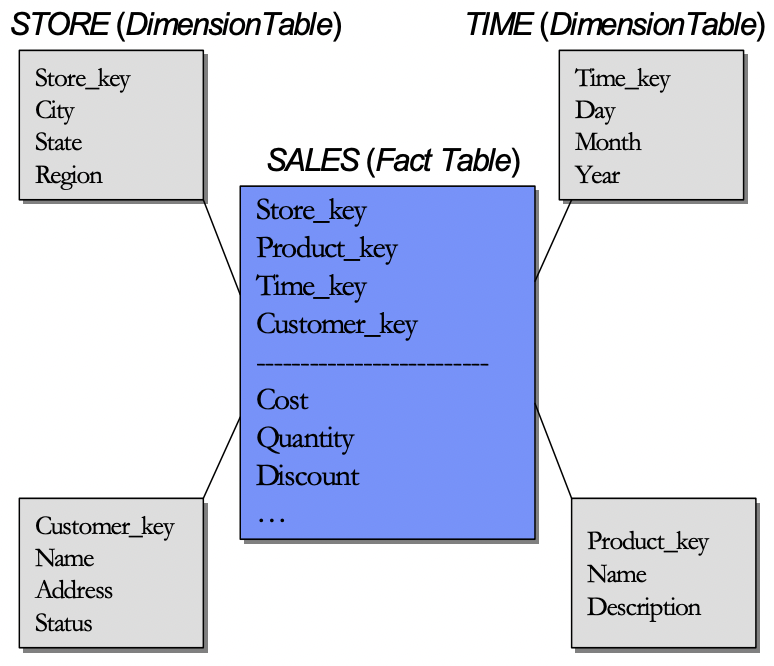 STORE (DimensionTable)
TIME (DimensionTable)
Store_key
City
State
Region
Time_key
Day
Month
Year
SALES (Fact Table)
Store_key
Product_key
Time_key
Customer_key
--------------------------
Cost
Quantity
Discount
…
Customer_key
Name
Address
Status
Product_key
Name
Description